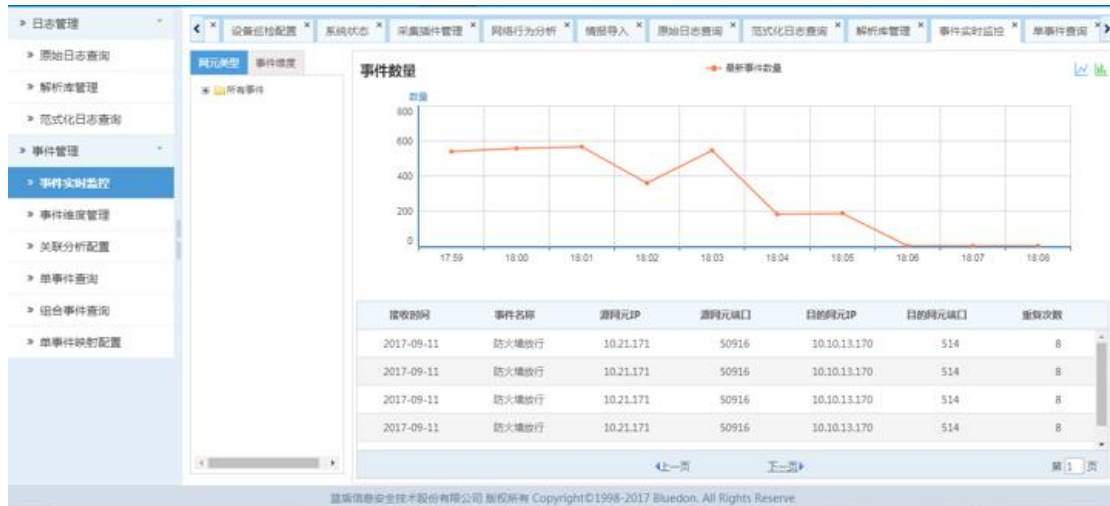 日志管理
原始日志查询
解析库管理
范式化日志查询
事件管理
事件实时监控
事件维度管理
关联分析配置
单事件查询
组合事件查询
单事件映射配置
设备巡检配置 × 系统状态 × 采集插件管理 × 网络行为分析 × 情报导入 × 原始日志查询 × 范式化日志查询 × 解析库管理 × 事件实时监控 × 单事件查询 ×
网元类型 事件维度
所有事件
事件数量
最新事件数量
数量
800
600
400
200
0
17:59 18:00 18:01 18:02 18:03 18:04 18:05 18:06 18:07 18:08
接收时间 事件名称 源网元IP 源网元端口 目的网元IP 目的网元端口 重复次数
2017-09-11 防火墙放行 10.21.171 50916 10.10.13.170 514 8
2017-09-11 防火墙放行 10.21.171 50916 10.10.13.170 514 8
2017-09-11 防火墙放行 10.21.171 50916 10.10.13.170 514 8
2017-09-11 防火墙放行 10.21.171 50916 10.10.13.170 514 8
上一页 下一页 第 1 页
蓝盾信息安全技术股份有限公司 版权所有 Copyright©1998-2017 Bluedon. All Rights Reserve